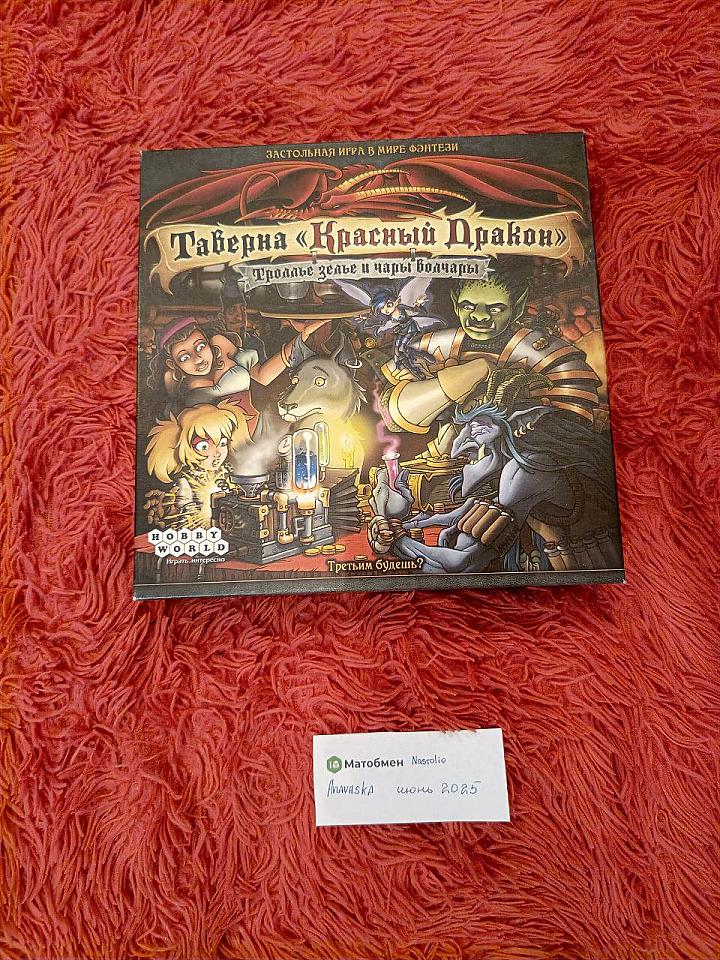 ЗАСТОЛЬНАЯ ИГРА В МИРЕ ФЭНТЕЗИ
Таверна «Красный Дракон»
Троллье зелье и чары волчары
HOBBY
WORLD
Играть интересно
Третьим будешь?
Матобмен Nastolio
Anavaska июнь 2025